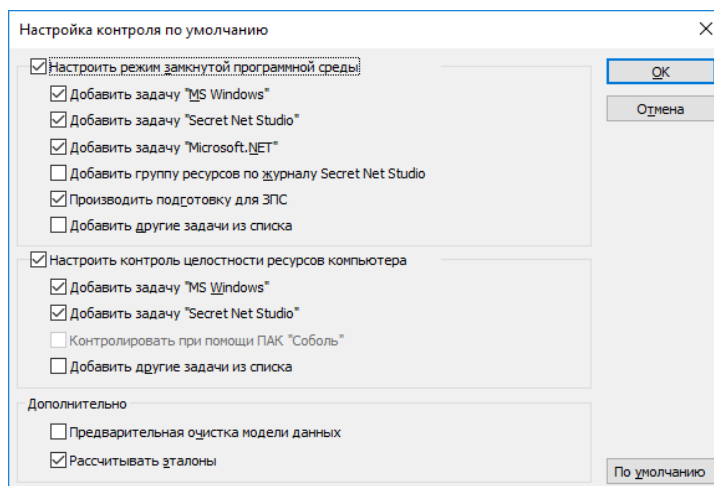 Настройка контроля по умолчанию
Настроить режим замкнутой программной среды
Добавить задачу "MS Windows"
Добавить задачу "Secret Net Studio"
Добавить задачу "Microsoft.NET"
Добавить группу ресурсов по журналу Secret Net Studio
Производить подготовку для ЗПС
Добавить другие задачи из списка
Настроить контроль целостности ресурсов компьютера
Добавить задачу "MS Windows"
Добавить задачу "Secret Net Studio"
Контролировать при помощи ПАК "Соболь"
Добавить другие задачи из списка
Дополнительно
Предварительная очистка модели данных
Рассчитывать эталоны
OK
Отмена
По умолчанию